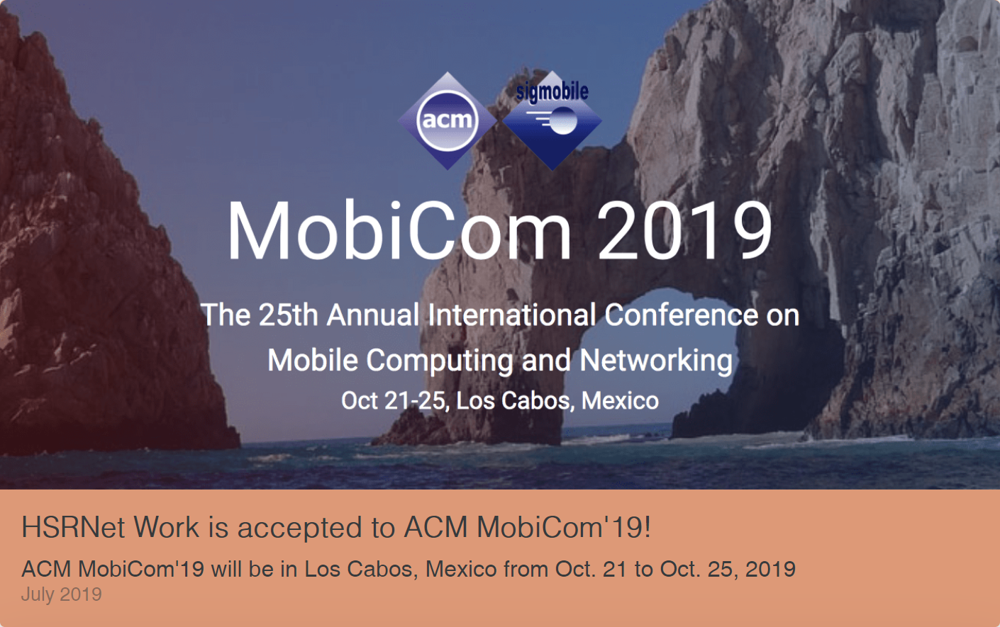 acm
sigmobile
MobiCom 2019
The 25th Annual International Conference on
Mobile Computing and Networking
Oct 21-25, Los Cabos, Mexico
HSRNet Work is accepted to ACM MobiCom'19!
ACM MobiCom'19 will be in Los Cabos, Mexico from Oct. 21 to Oct. 25, 2019
July 2019